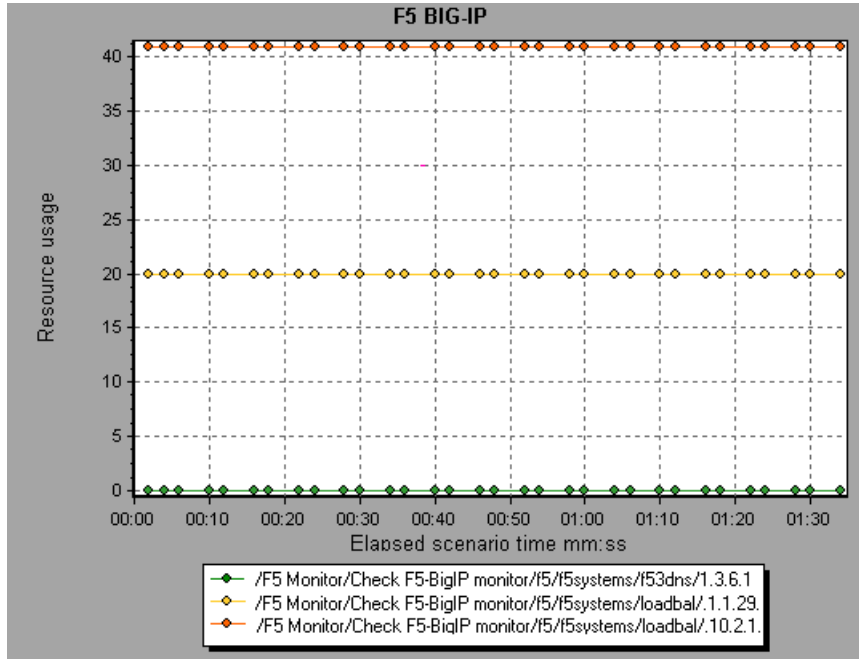 F5 BIG-IP
40
35
30
25
20
15
10
5
0
Resource usage
00:00 00:10 00:20 00:30 00:40 00:50 01:00 01:10 01:20 01:30
Elapsed scenario time mm:ss
/F5 Monitor/Check F5-BigIP monitor/f5/f5systems/f53dns/1.3.6.1
/F5 Monitor/Check F5-BigIP monitor/f5/f5systems/loadbal/.1.1.29.
/F5 Monitor/Check F5-BigIP monitor/f5/f5systems/loadbal/.10.2.1.